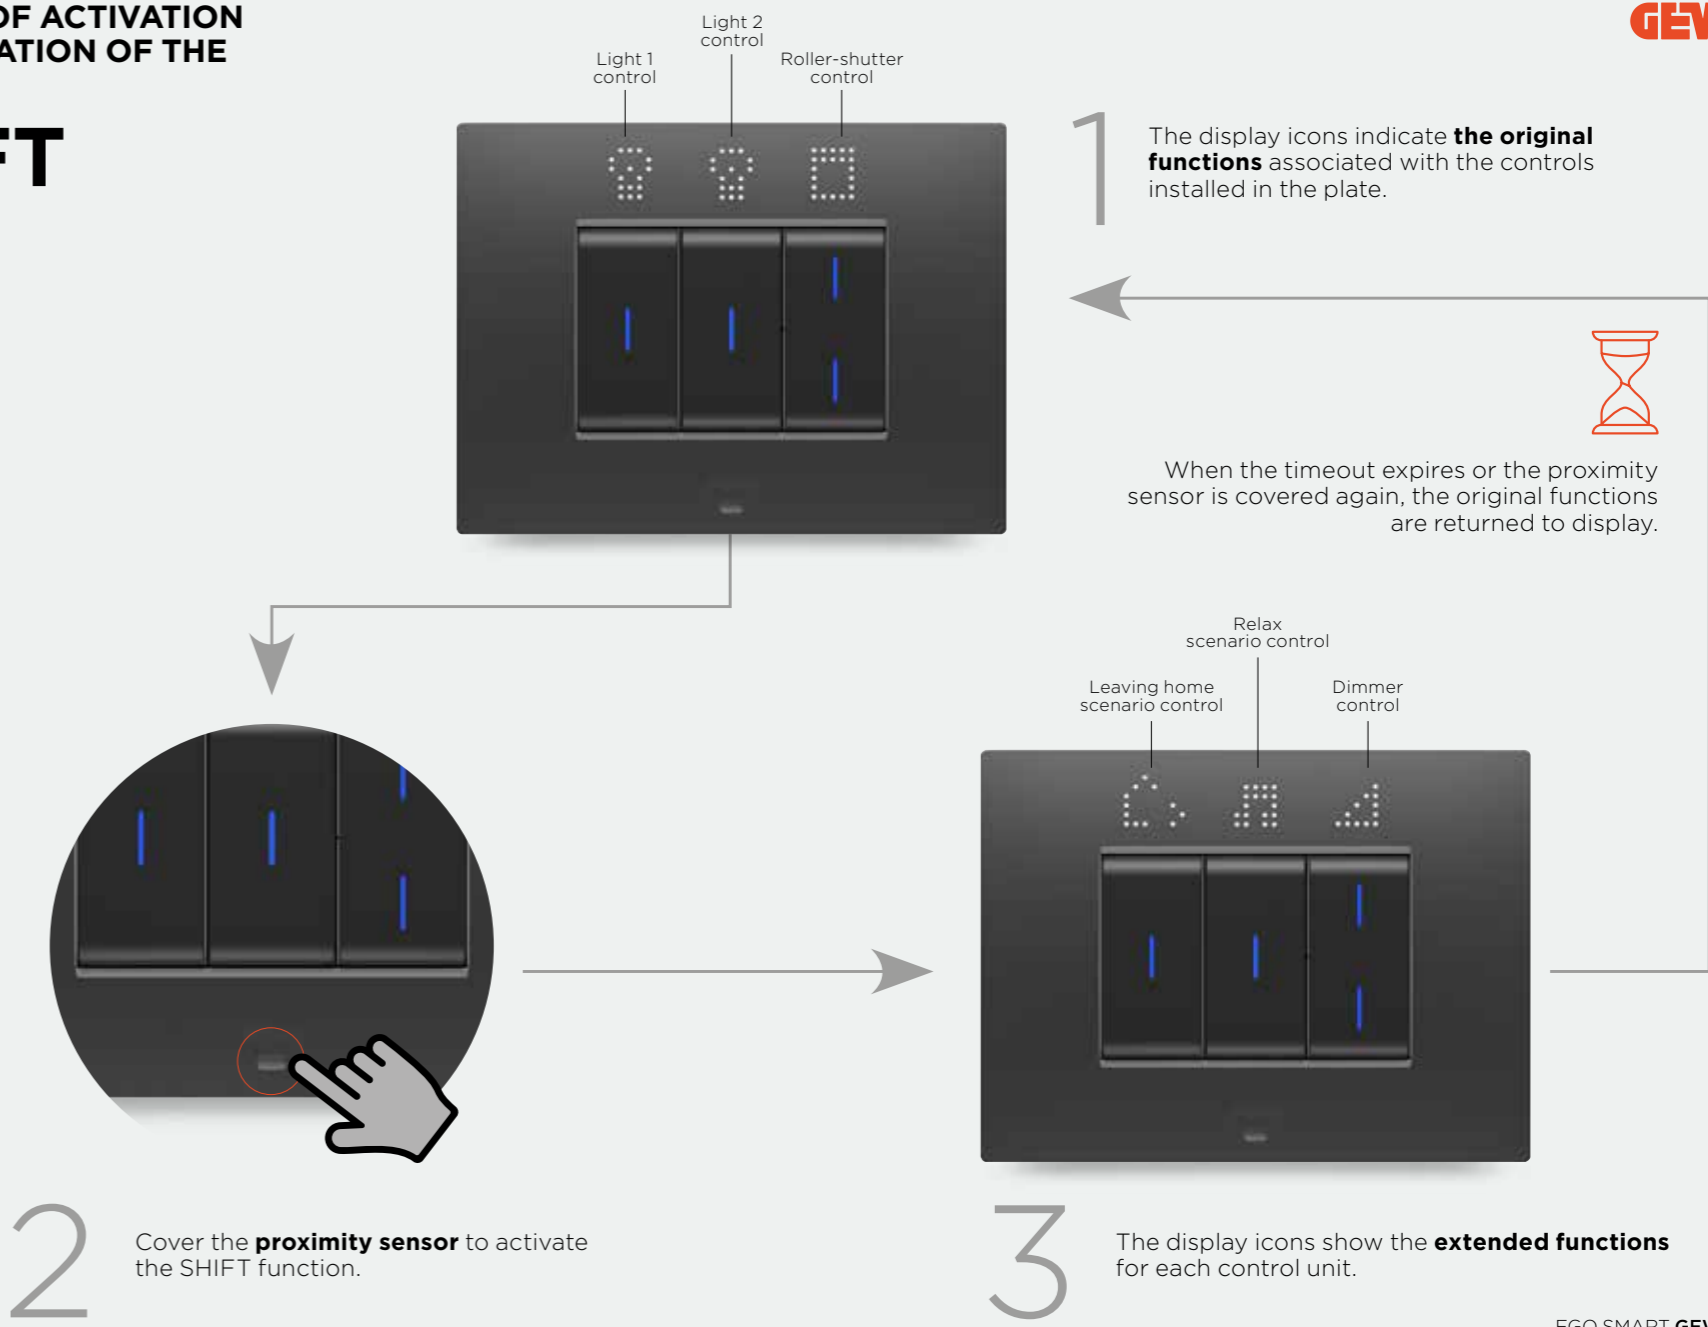 OF ACTIVATION
ATION OF THE
FT
Light 1
control
Light 2
control
Roller-shutter
control
1
The display icons indicate the original
functions associated with the controls
installed in the plate.
When the timeout expires or the proximity
sensor is covered again, the original functions
are returned to display.
2
Cover the proximity sensor to activate
the SHIFT function.
Leaving home
scenario control
Relax
scenario control
Dimmer
control
3
The display icons show the extended functions
for each control unit.
EGO SMART